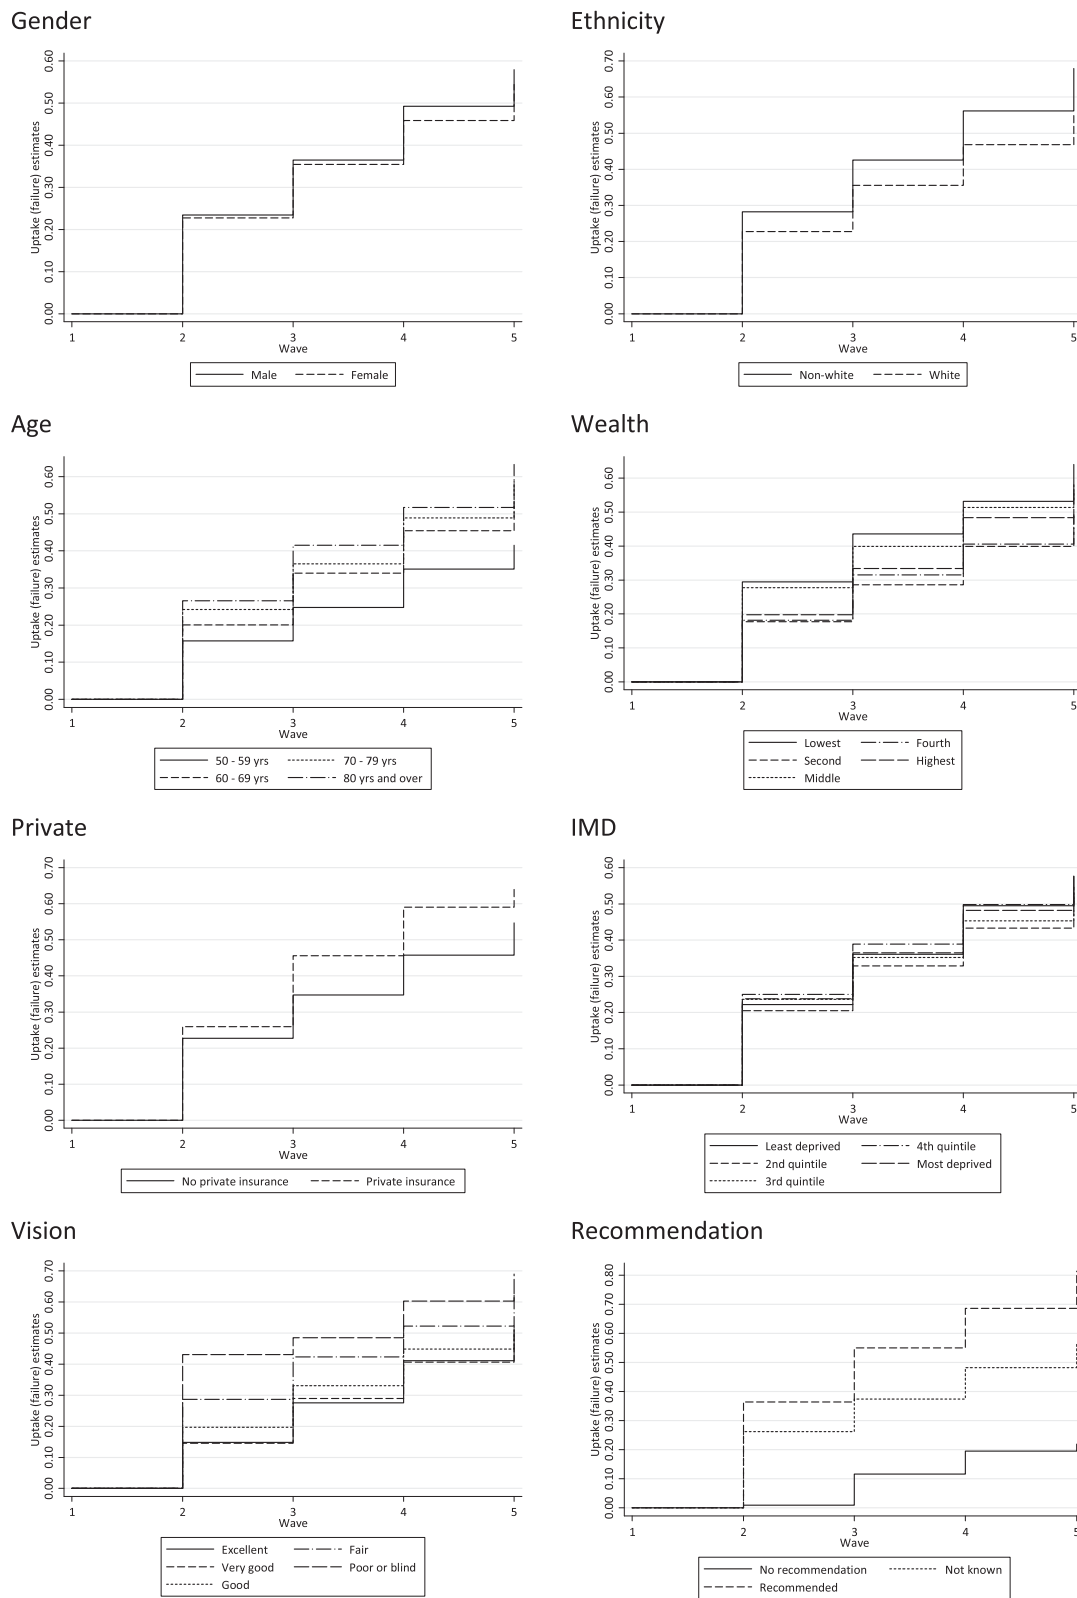 Gender
Uptake (failure) estimates
0.00 0.10 0.20 0.30 0.40 0.50 0.60
1 2 3 4 5
Wave
Male Female
Ethnicity
Uptake (failure) estimates
0.00 0.10 0.20 0.30 0.40 0.50 0.60 0.70
1 2 3 4 5
Wave
Non-white White
Age
Uptake (failure) estimates
0.00 0.10 0.20 0.30 0.40 0.50 0.60
1 2 3 4 5
Wave
50 - 59 yrs 70 - 79 yrs
60 - 69 yrs 80 yrs and over
Wealth
Uptake (failure) estimates
0.00 0.10 0.20 0.30 0.40 0.50 0.60
1 2 3 4 5
Wave
Lowest Fourth
Second Highest
Middle
Private
Uptake (failure) estimates
0.00 0.10 0.20 0.30 0.40 0.50 0.60 0.70
1 2 3 4 5
Wave
No private insurance Private insurance
IMD
Uptake (failure) estimates
0.00 0.10 0.20 0.30 0.40 0.50 0.60
1 2 3 4 5
Wave
Least deprived 4th quintile
2nd quintile Most deprived
3rd quintile
Vision
Uptake (failure) estimates
0.00 0.10 0.20 0.30 0.40 0.50 0.60 0.70
1 2 3 4 5
Wave
Excellent Fair
Very good Poor or blind
Good
Recommendation
Uptake (failure) estimates
0.00 0.10 0.20 0.30 0.40 0.50 0.60 0.70 0.80
1 2 3 4 5
Wave
No recommendation Not known
Recommended